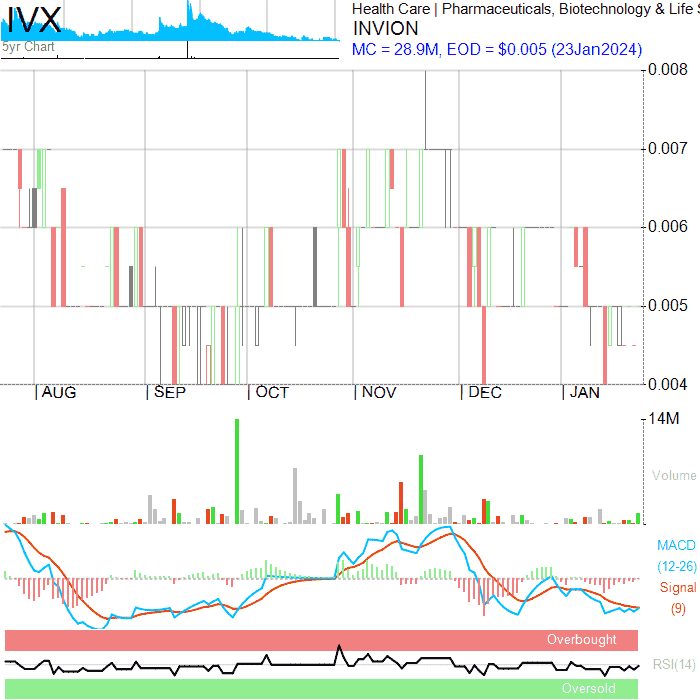 IVX
5yr Chart
Health Care | Pharmaceuticals, Biotechnology & Life S
INVION
MC = 28.9M, EOD = $0.005 (23Jan2024)
0.008
0.007
0.006
0.005
0.004
|AUG |SEP |OCT |NOV |DEC |JAN
14M
Volume
MACD
(12-26)
Signal
(9)
Overbought
RSI(14)
Oversold